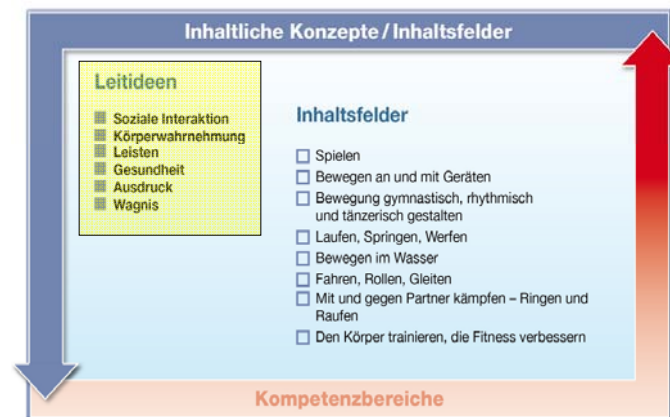 Inhaltliche Konzepte / Inhaltsfelder
Leitideen
Soziale Interaktion
Körperwahrnehmung
Leisten
Gesundheit
Ausdruck
Wagnis
Inhaltsfelder
Spielen
Bewegen an und mit Geräten
Bewegung gymnastisch, rhythmisch
und tänzerisch gestalten
Laufen, Springen, Werfen
Bewegen im Wasser
Fahren, Rollen, Gleiten
Mit und gegen Partner kämpfen – Ringen und
Raufen
Den Körper trainieren, die Fitness verbessern
Kompetenzbereiche